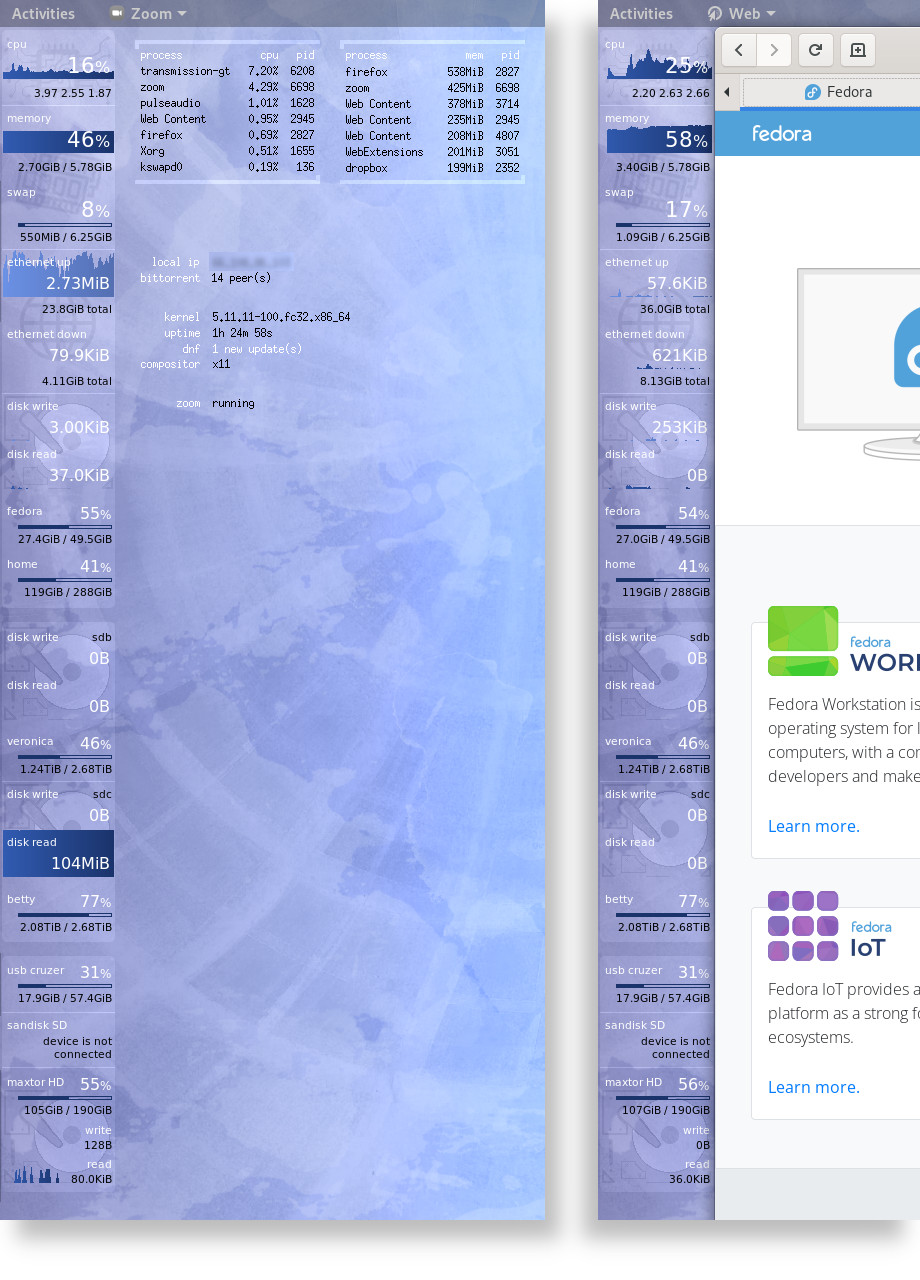 Activities Zoom
cpu
16%
3.97 2.55 1.87
memory
46%
2.70GiB / 5.78GiB
swap
8%
550MiB / 6.25GiB
ethernet up
2.73MiB
23.8GiB total
ethernet down
79.9KiB
4.11GiB total
disk write
3.00KiB
disk read
37.0KiB
fedora 55%
27.4GiB / 49.5GiB
home 41%
119GiB / 288GiB
disk write sdb
0B
disk read
0B
veronica 46%
1.24TiB / 2.68TiB
disk write sdc
0B
disk read
104MiB
betty 77%
2.08TiB / 2.68TiB
usb cruzer 31%
17.9GiB / 57.4GiB
sandisk SD
device is not
connected
maxtor HD 55%
105GiB / 190GiB
write
128B
read
80.0KiB
process cpu pid
transmission-gt 7.20% 6208
zoom 4.29% 6698
pulseaudio 1.01% 1628
Web Content 0.95% 2945
firefox 0.69% 2827
Xorg 0.51% 1655
kswapd0 0.19% 136
process mem pid
firefox 538MiB 2827
zoom 425MiB 6698
Web Content 378MiB 3714
Web Content 235MiB 2945
Web Content 208MiB 4807
WebExtensions 201MiB 3051
dropbox 199MiB 2352
local ip
bittorrent 14 peer(s)
kernel 5.11.11-100.fc32.x86_64
uptime 1h 24m 58s
dnf 1 new update(s)
compositor x11
zoom running
Activities Web
cpu
25%
2.20 2.63 2.66
memory
58%
3.40GiB / 5.78GiB
swap
17%
1.09GiB / 6.25GiB
ethernet up
57.6KiB
36.0GiB total
ethernet down
621KiB
8.13GiB total
disk write
253KiB
disk read
0B
fedora 54%
27.0GiB / 49.5GiB
home 41%
119GiB / 288GiB
disk write sdb
0B
disk read
0B
veronica 46%
1.24TiB / 2.68TiB
disk write sdc
0B
disk read
0B
betty 77%
2.08TiB / 2.68TiB
usb cruzer 31%
17.9GiB / 57.4GiB
sandisk SD
device is not
connected
maxtor HD 56%
107GiB / 190GiB
write
0B
read
36.0KiB
Fedora
fedora
fedora
WOR
Fedora Workstation is
operating system for
computers, with a
developers and make
Learn more.
fedora
IoT
Fedora IoT provides a
platform as a strong
ecosystems.
Learn more.